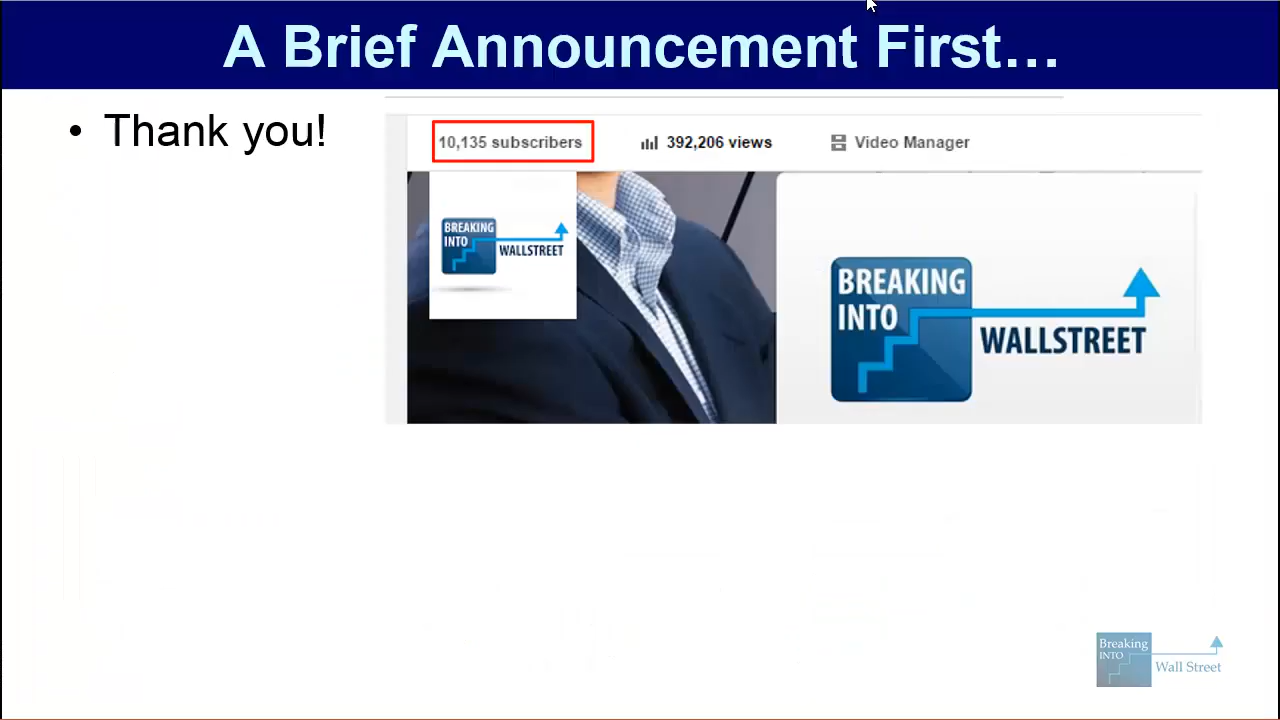 A Brief Announcement First…
• Thank you!
10,135 subscribers
392,206 views
Video Manager
BREAKING
INTO
WALLSTREET
BREAKING
INTO
WALLSTREET
Breaking
INTO
Wall Street